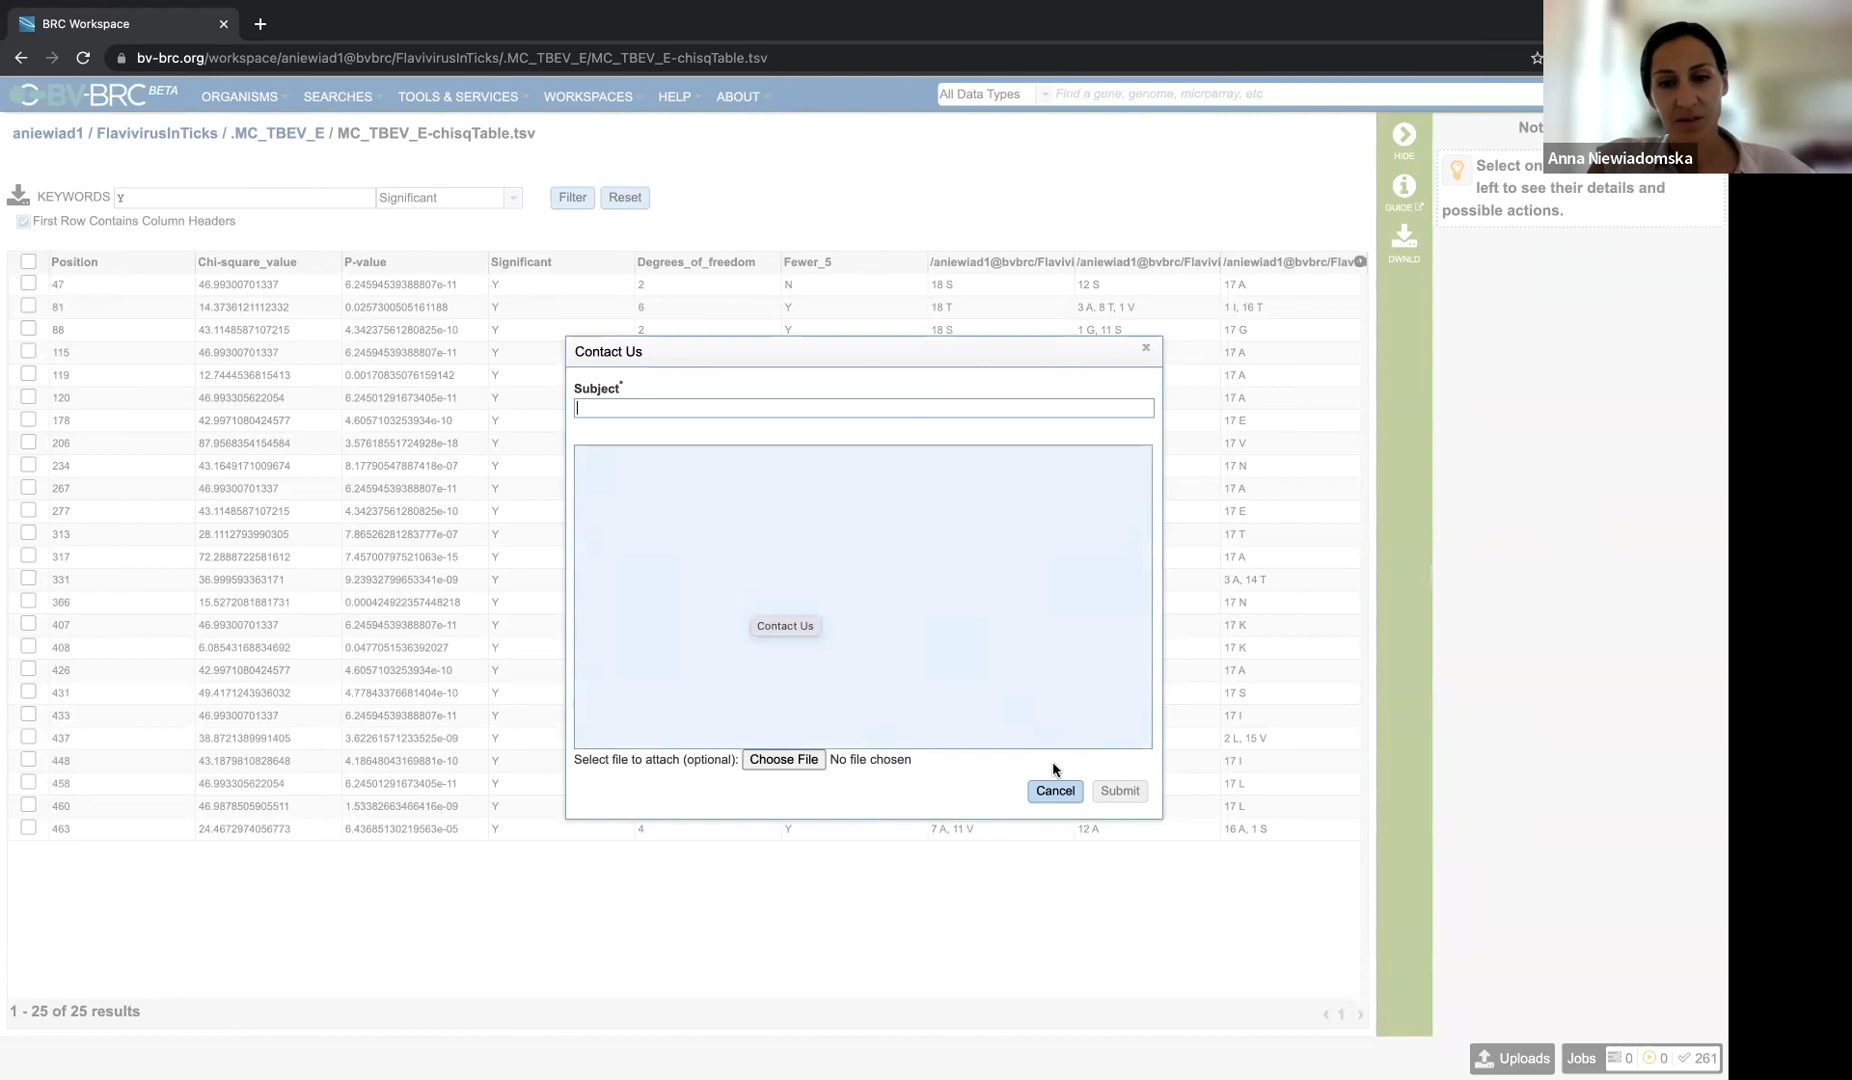 BRC Workspace
bv-brc.org/workspace/aniewiad1@bvbrc/FlavivirusInTicks/.MC_TBEV_E/MC_TBEV_E-chisqTable.tsv
BV-BRC BETA
ORGANISMS SEARCHES TOOLS & SERVICES WORKSPACES HELP ABOUT All Data Types Find a gene, genome, microarray, etc
Anna Niewiadomska
aniewiad1 / FlavivirusInTicks / .MC_TBEV_E / MC_TBEV_E-chisqTable.tsv
HIDE
GUIDE
DWNLD
Select
left to see their details and
possible actions.
KEYWORDS Y Significant Filter Reset
First Row Contains Column Headers
Position Chi-square_value P-value Significant Degrees_of_freedom Fewer_5 /aniewiad1@bvbrc/Flavivi /aniewiad1@bvbrc/Flavivi /aniewiad1@bvbrc/Flav
47 46.99300701337 6.24594539388807e-11 Y 2 N 18 S 12 S 17 A
81 14.3736121112332 0.0257300505161188 Y 6 Y 18 T 3 A, 8 T, 1 V 1 I, 16 T
88 43.1148587107215 4.34237561280825e-10 Y 2 Y 18 S 1 G, 11 S 17 G
115 46.99300701337 6.24594539388807e-11 Y 17 A
119 12.7444536815413 0.00170835076159142 Y 17 A
120 46.993305622054 6.24501291673405e-11 Y 17 A
178 42.9971080424577 4.6057103253934e-10 Y 17 E
206 87.9568354154584 3.57618551724928e-18 Y 17 V
234 43.1649171009674 8.17790547887418e-07 Y 17 N
267 46.99300701337 6.24594539388807e-11 Y 17 A
277 43.1148587107215 4.34237561280825e-10 Y 17 E
313 28.1112793990305 7.86526281283777e-07 Y 17 T
317 72.2888722581612 7.45700797521063e-15 Y 17 A
331 36.999593363171 9.23932799653341e-09 Y 3 A, 14 T
366 15.5272081881731 0.000424922357448218 Y 17 N
407 46.99300701337 6.24594539388807e-11 Y 17 K
408 6.08543168834692 0.0477051536392027 Y 17 K
426 42.9971080424577 4.6057103253934e-10 Y 17 A
431 49.4171243936032 4.77843376681404e-10 Y 17 S
433 46.99300701337 6.24594539388807e-11 Y 17 I
437 38.8721389991405 3.62261571233525e-09 Y 2 L, 15 V
448 43.1879810828648 4.18648043169881e-10 Y 17 I
458 46.993305622054 6.24501291673405e-11 Y 17 L
460 46.9878505905511 1.53382663466416e-09 Y 17 L
463 24.4672974056773 6.43685130219563e-05 Y 4 Y 7 A, 11 V 12 A 16 A, 1 S
Contact Us x
Subject*
Contact Us
Select file to attach (optional): Choose File No file chosen
Cancel Submit
1 - 25 of 25 results
1
Uploads Jobs 0 0 261